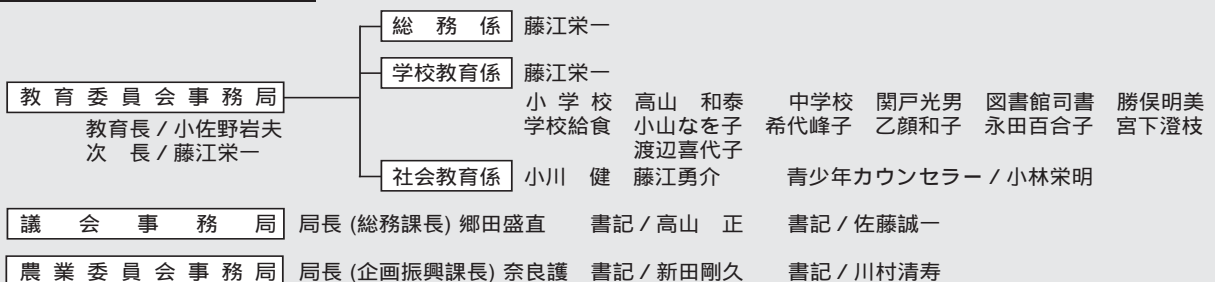 総務係 藤江栄一
学校教育係 藤江栄一
教育委員会事務局
小学校 高山 和泰 中学校 関戸光男 図書館司書 勝俣明美
教育長/小佐野岩夫
学校給食 小山なを子 希代峰子 乙顔和子 永田百合子 宮下澄枝
次 長/藤江栄一
渡辺喜代子
社会教育係 小川 健 藤江勇介 青少年カウンセラー/小林栄明
議会事務局 局長(総務課長)郷田盛直 書記/高山 正 書記/佐藤誠一
農業委員会事務局 局長(企画振興課長)奈良護 書記/新田剛久 書記/川村清寿